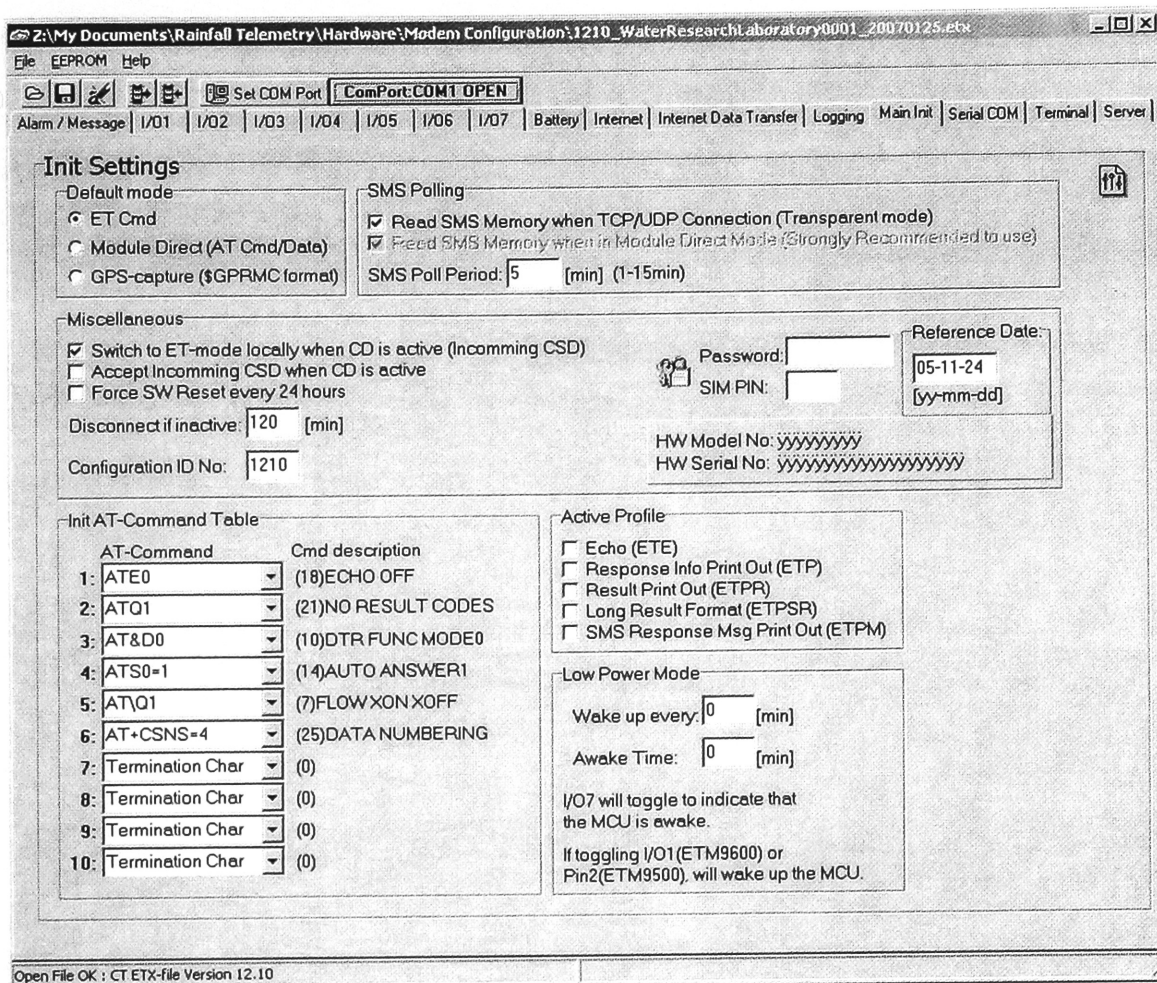 Z:\My Documents\Rainfall Telemetry\Hardware\Modem Configuration\1210_WaterResearchLaboratory0001_20070125.etx
File EEPROM Help
Set COM Port ComPort:COM1 OPEN
Alarm / Message I/O1 I/O2 I/O3 I/O4 I/O5 I/O6 I/O7 Battery Internet Internet Data Transfer Logging Main Init Serial COM Terminal Server
Init Settings
Default mode
ET Cmd
Module Direct (AT Cmd/Data)
GPS-capture ($GPRMC format)
SMS Polling
Read SMS Memory when TCP/UDP Connection (Transparent mode)
Read SMS Memory when in Module Direct Mode (Strongly Recommended to use)
SMS Poll Period: 5 [min] (1-15min)
Miscellaneous
Switch to ET-mode locally when CD is active (Incomming CSD)
Accept Incomming CSD when CD is active
Force SW Reset every 24 hours
Disconnect if inactive: 120 [min]
Configuration ID No: 1210
Password:
SIM PIN:
Reference Date:
05-11-24
[yy-mm-dd]
HW Model No: ÿÿÿÿÿÿÿÿ
HW Serial No: ÿÿÿÿÿÿÿÿÿÿÿÿÿÿÿÿÿÿ
Init AT-Command Table
AT-Command Cmd description
1: ATE0 (18)ECHO OFF
2: ATQ1 (21)NO RESULT CODES
3: AT&D0 (10)DTR FUNC MODE0
4: ATS0=1 (14)AUTO ANSWER1
5: AT\Q1 (7)FLOW XON XOFF
6: AT+CSNS=4 (25)DATA NUMBERING
7: Termination Char (0)
8: Termination Char (0)
9: Termination Char (0)
10: Termination Char (0)
Active Profile
Echo (ETE)
Response Info Print Out (ETP)
Result Print Out (ETPR)
Long Result Format (ETPSR)
SMS Response Msg Print Out (ETPM)
Low Power Mode
Wake up every: 0 [min]
Awake Time: 0 [min]
I/O7 will toggle to indicate that
the MCU is awake.
If toggling I/O1(ETM9600) or
Pin2(ETM9500), will wake up the MCU.
Open File OK : CT ETX-file Version 12.10